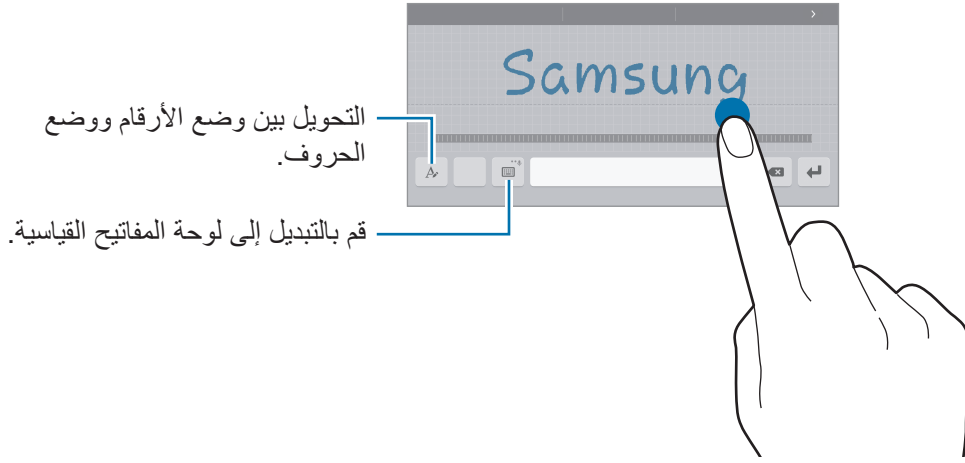 Samsung
التحويل بين وضع الأرقام ووضع
الحروف.
قم بالتبديل إلى لوحة المفاتيح القياسية.